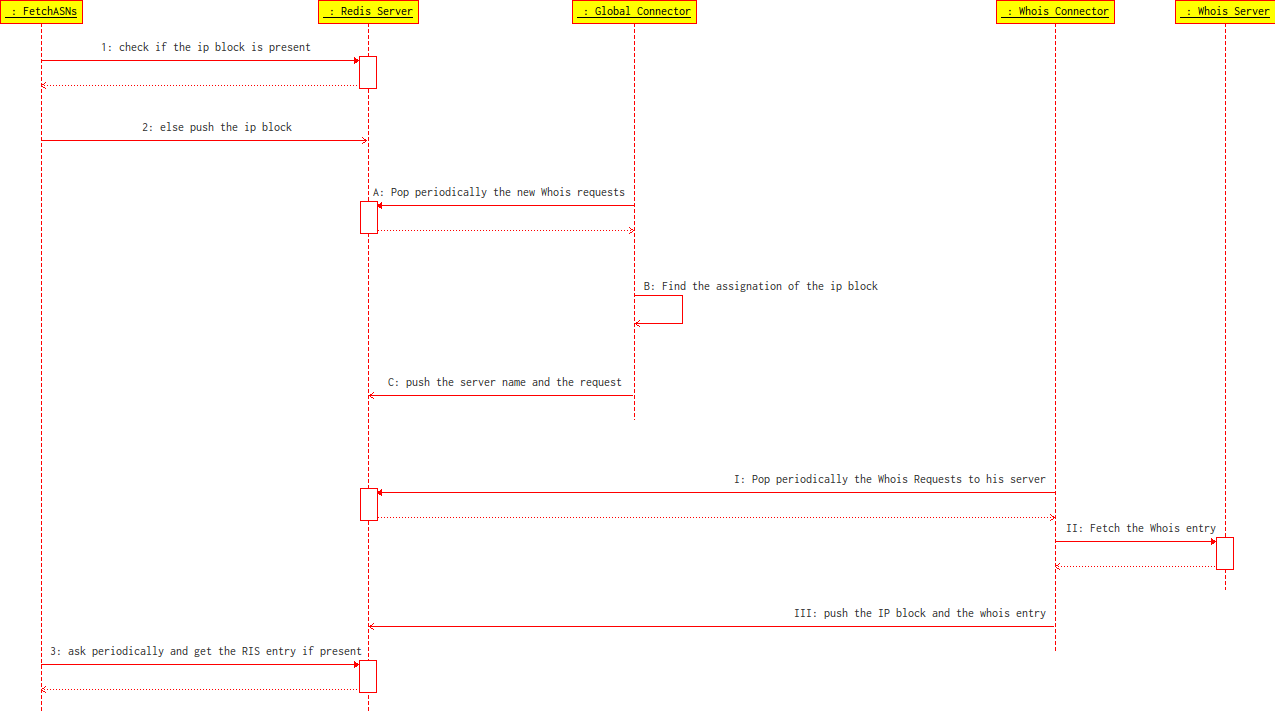 : FetchASNs
: Redis Server
: Global Connector
: Whois Connector
: Whois Server
1: check if the ip block is present
2: else push the ip block
A: Pop periodically the new Whois requests
B: Find the assignation of the ip block
C: push the server name and the request
I: Pop periodically the Whois Requests to his server
II: Fetch the Whois entry
III: push the IP block and the whois entry
3: ask periodically and get the RIS entry if present